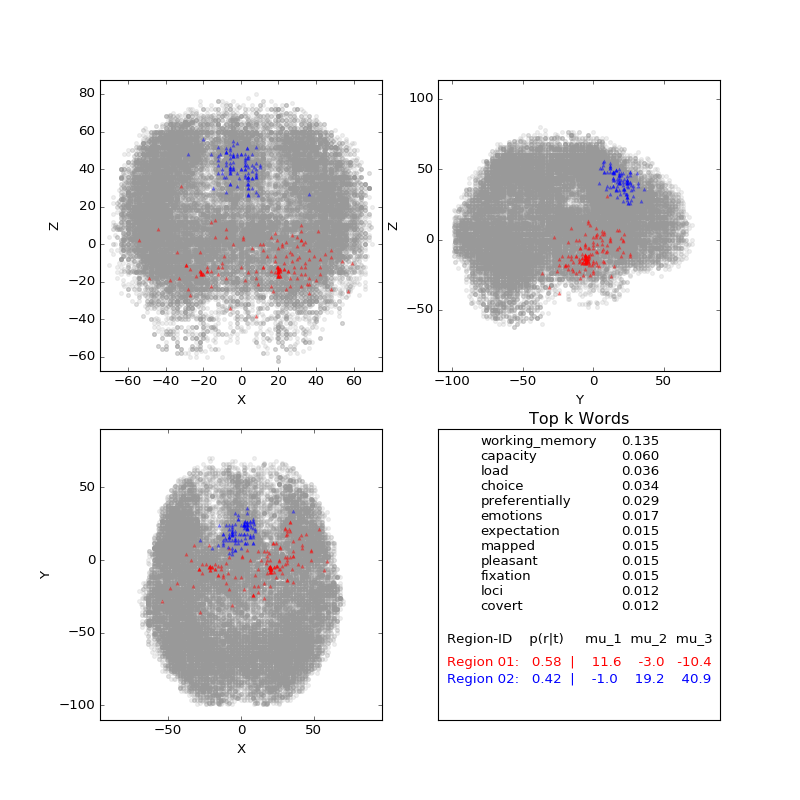 80
60
40
20
0
−20
−40
−60
Z
−60 −40 −20 0 20 40 60
X
100
50
0
−50
Z
−100 −50 0 50
Y
50
0
−50
−100
Y
−50 0 50
X
Top k Words
working_memory 0.135
capacity 0.060
load 0.036
choice 0.034
preferentially 0.029
emotions 0.017
expectation 0.015
mapped 0.015
pleasant 0.015
fixation 0.015
loci 0.012
covert 0.012
Region-ID p(r|t) mu_1 mu_2 mu_3
Region 01: 0.58 | 11.6 -3.0 -10.4
Region 02: 0.42 | -1.0 19.2 40.9